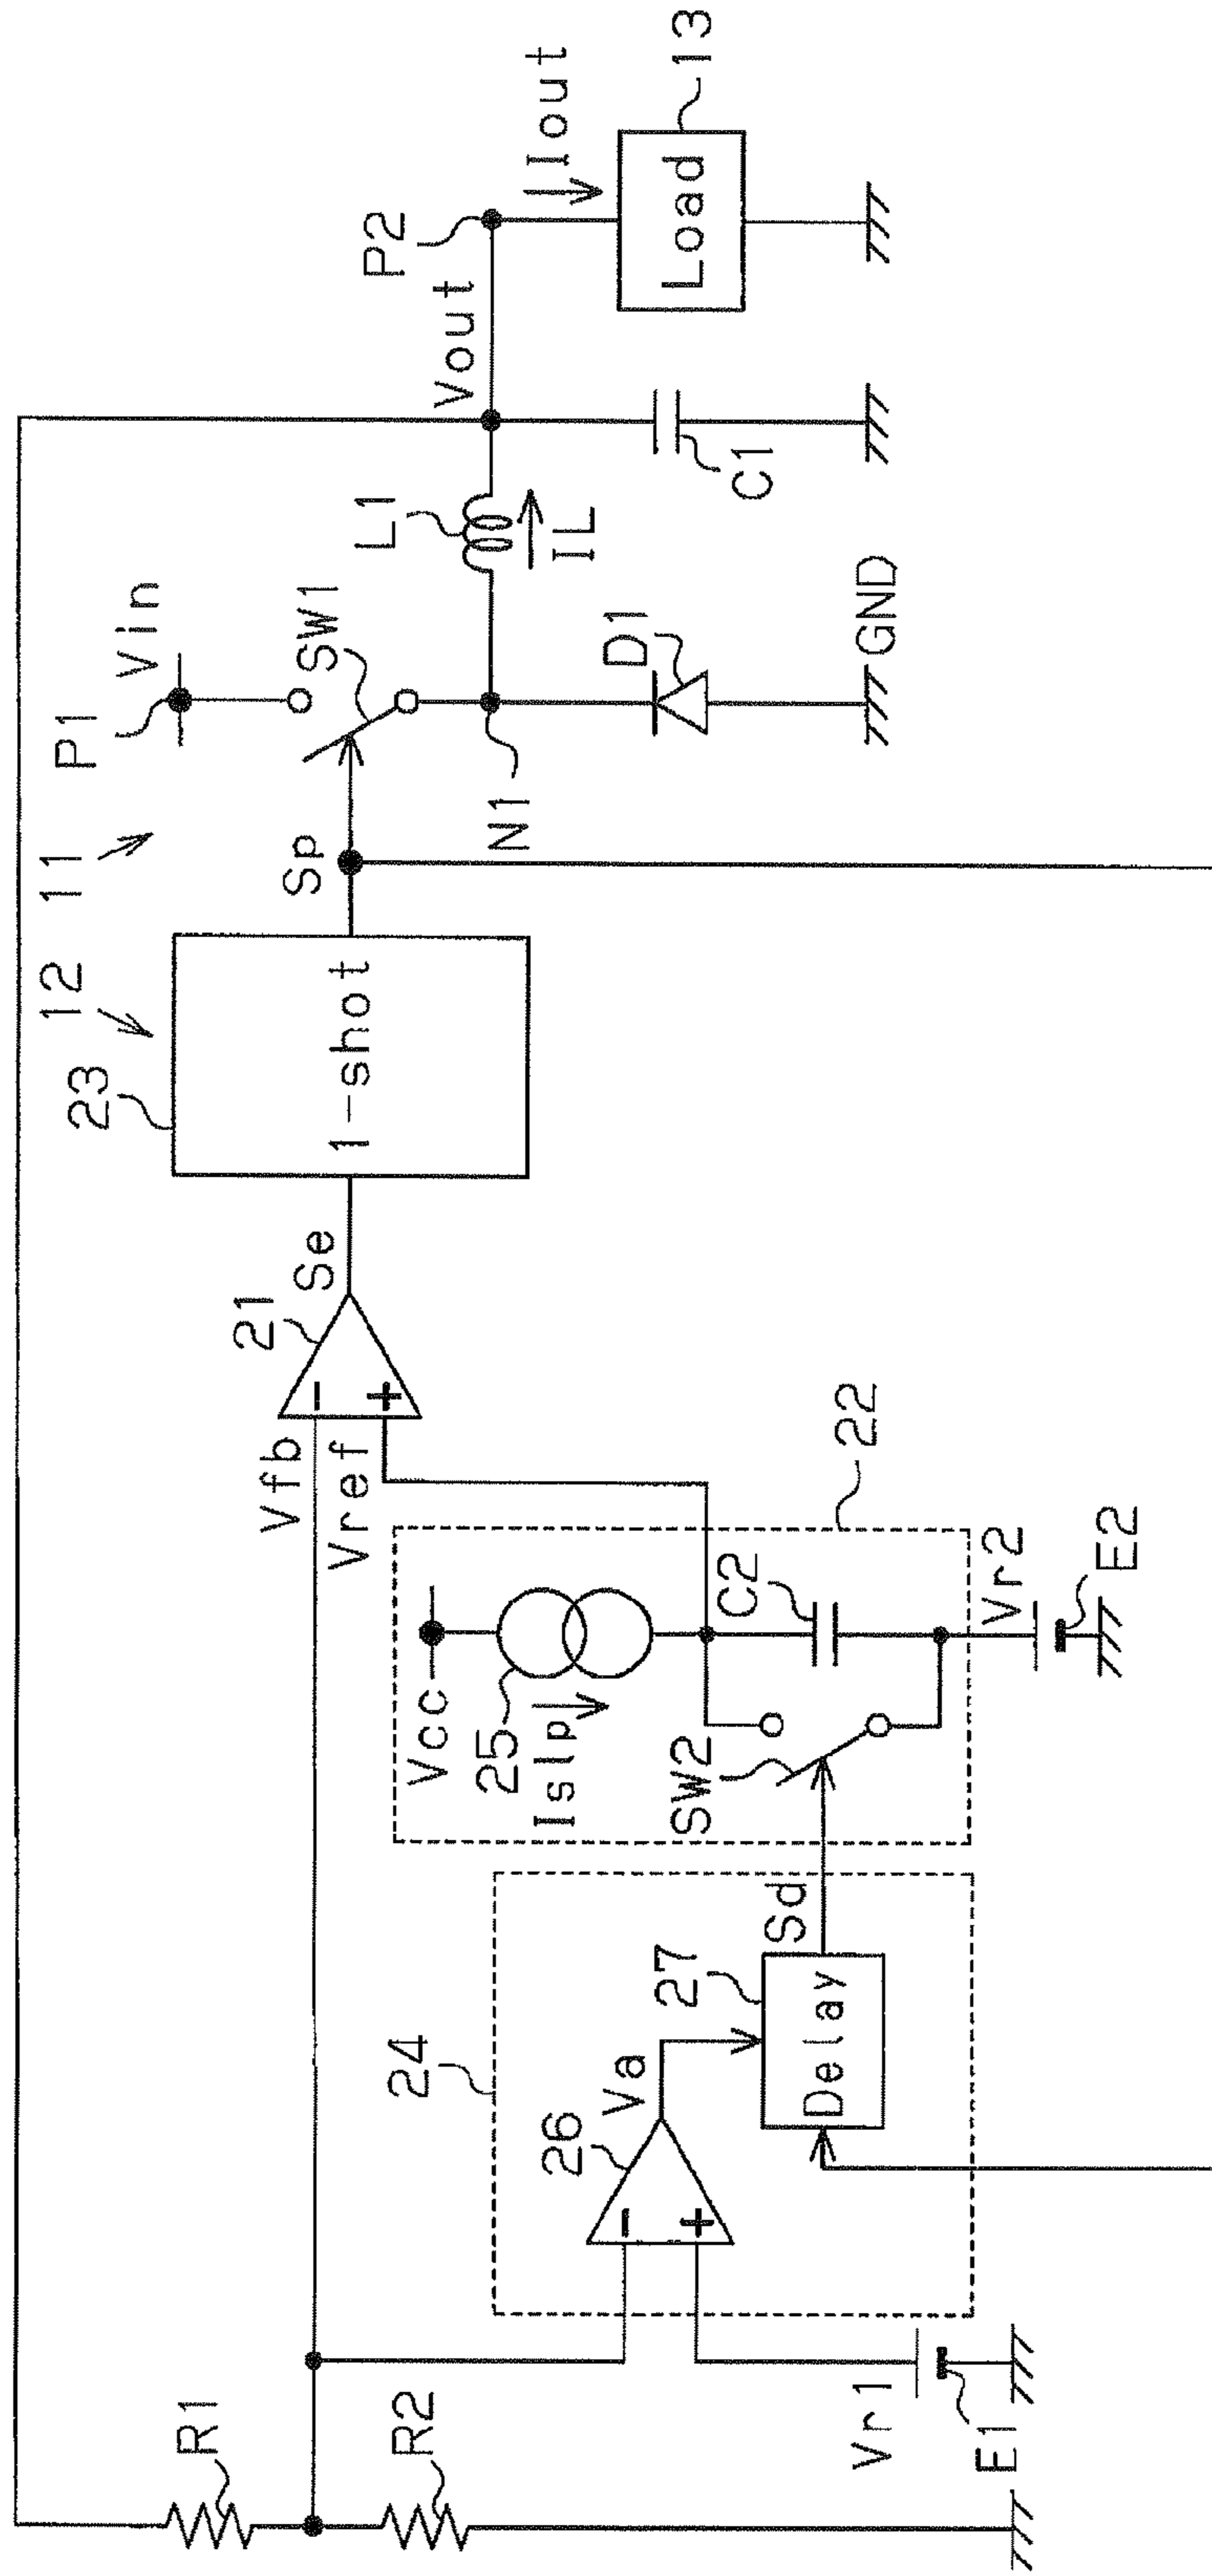 11
12
P1
Vin
23
1-shot
Sp
SW1
N1
L1
IL
Vout
P2
Iout
Load
13
C1
D1
GND
21
Se
Vfb
Vref
R1
R2
24
26
Va
27
Delay
Sd
Vr1
E1
Vcc
25
Islp
SW2
C2
22
Vr2
E2
-
+
-
+